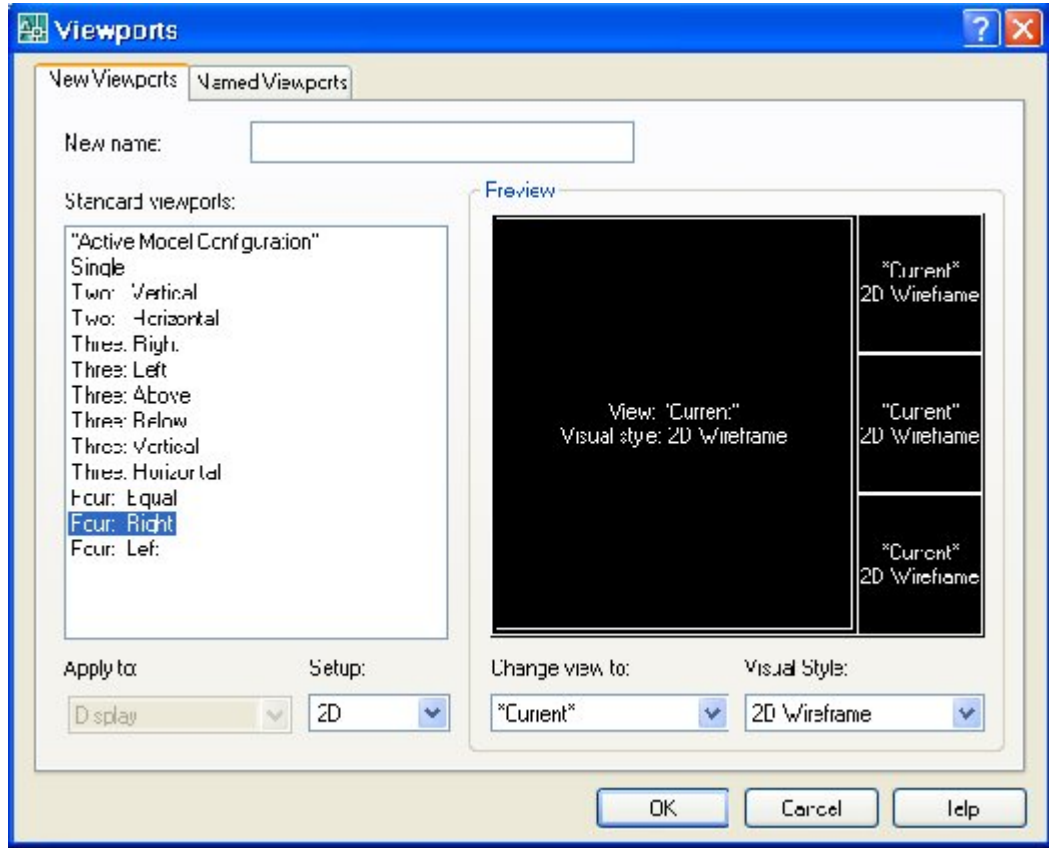 Viewports
New Viewports
Named Viewports
New name:
Standard viewports:
Preview
*Active Model Configuration*
Single
Two: Vertical
Two: Horizontal
Three: Right
Three: Left
Three: Above
Three: Below
Three: Vertical
Three: Horizontal
Four: Equal
Four: Right
Four: Left
View: *Current*
Visual style: 2D Wireframe
*Current*
2D Wireframe
*Current*
2D Wireframe
*Current*
2D Wireframe
Apply to:
Setup:
Change view to:
Visual Style:
Display
2D
*Current*
2D Wireframe
OK
Cancel
Help